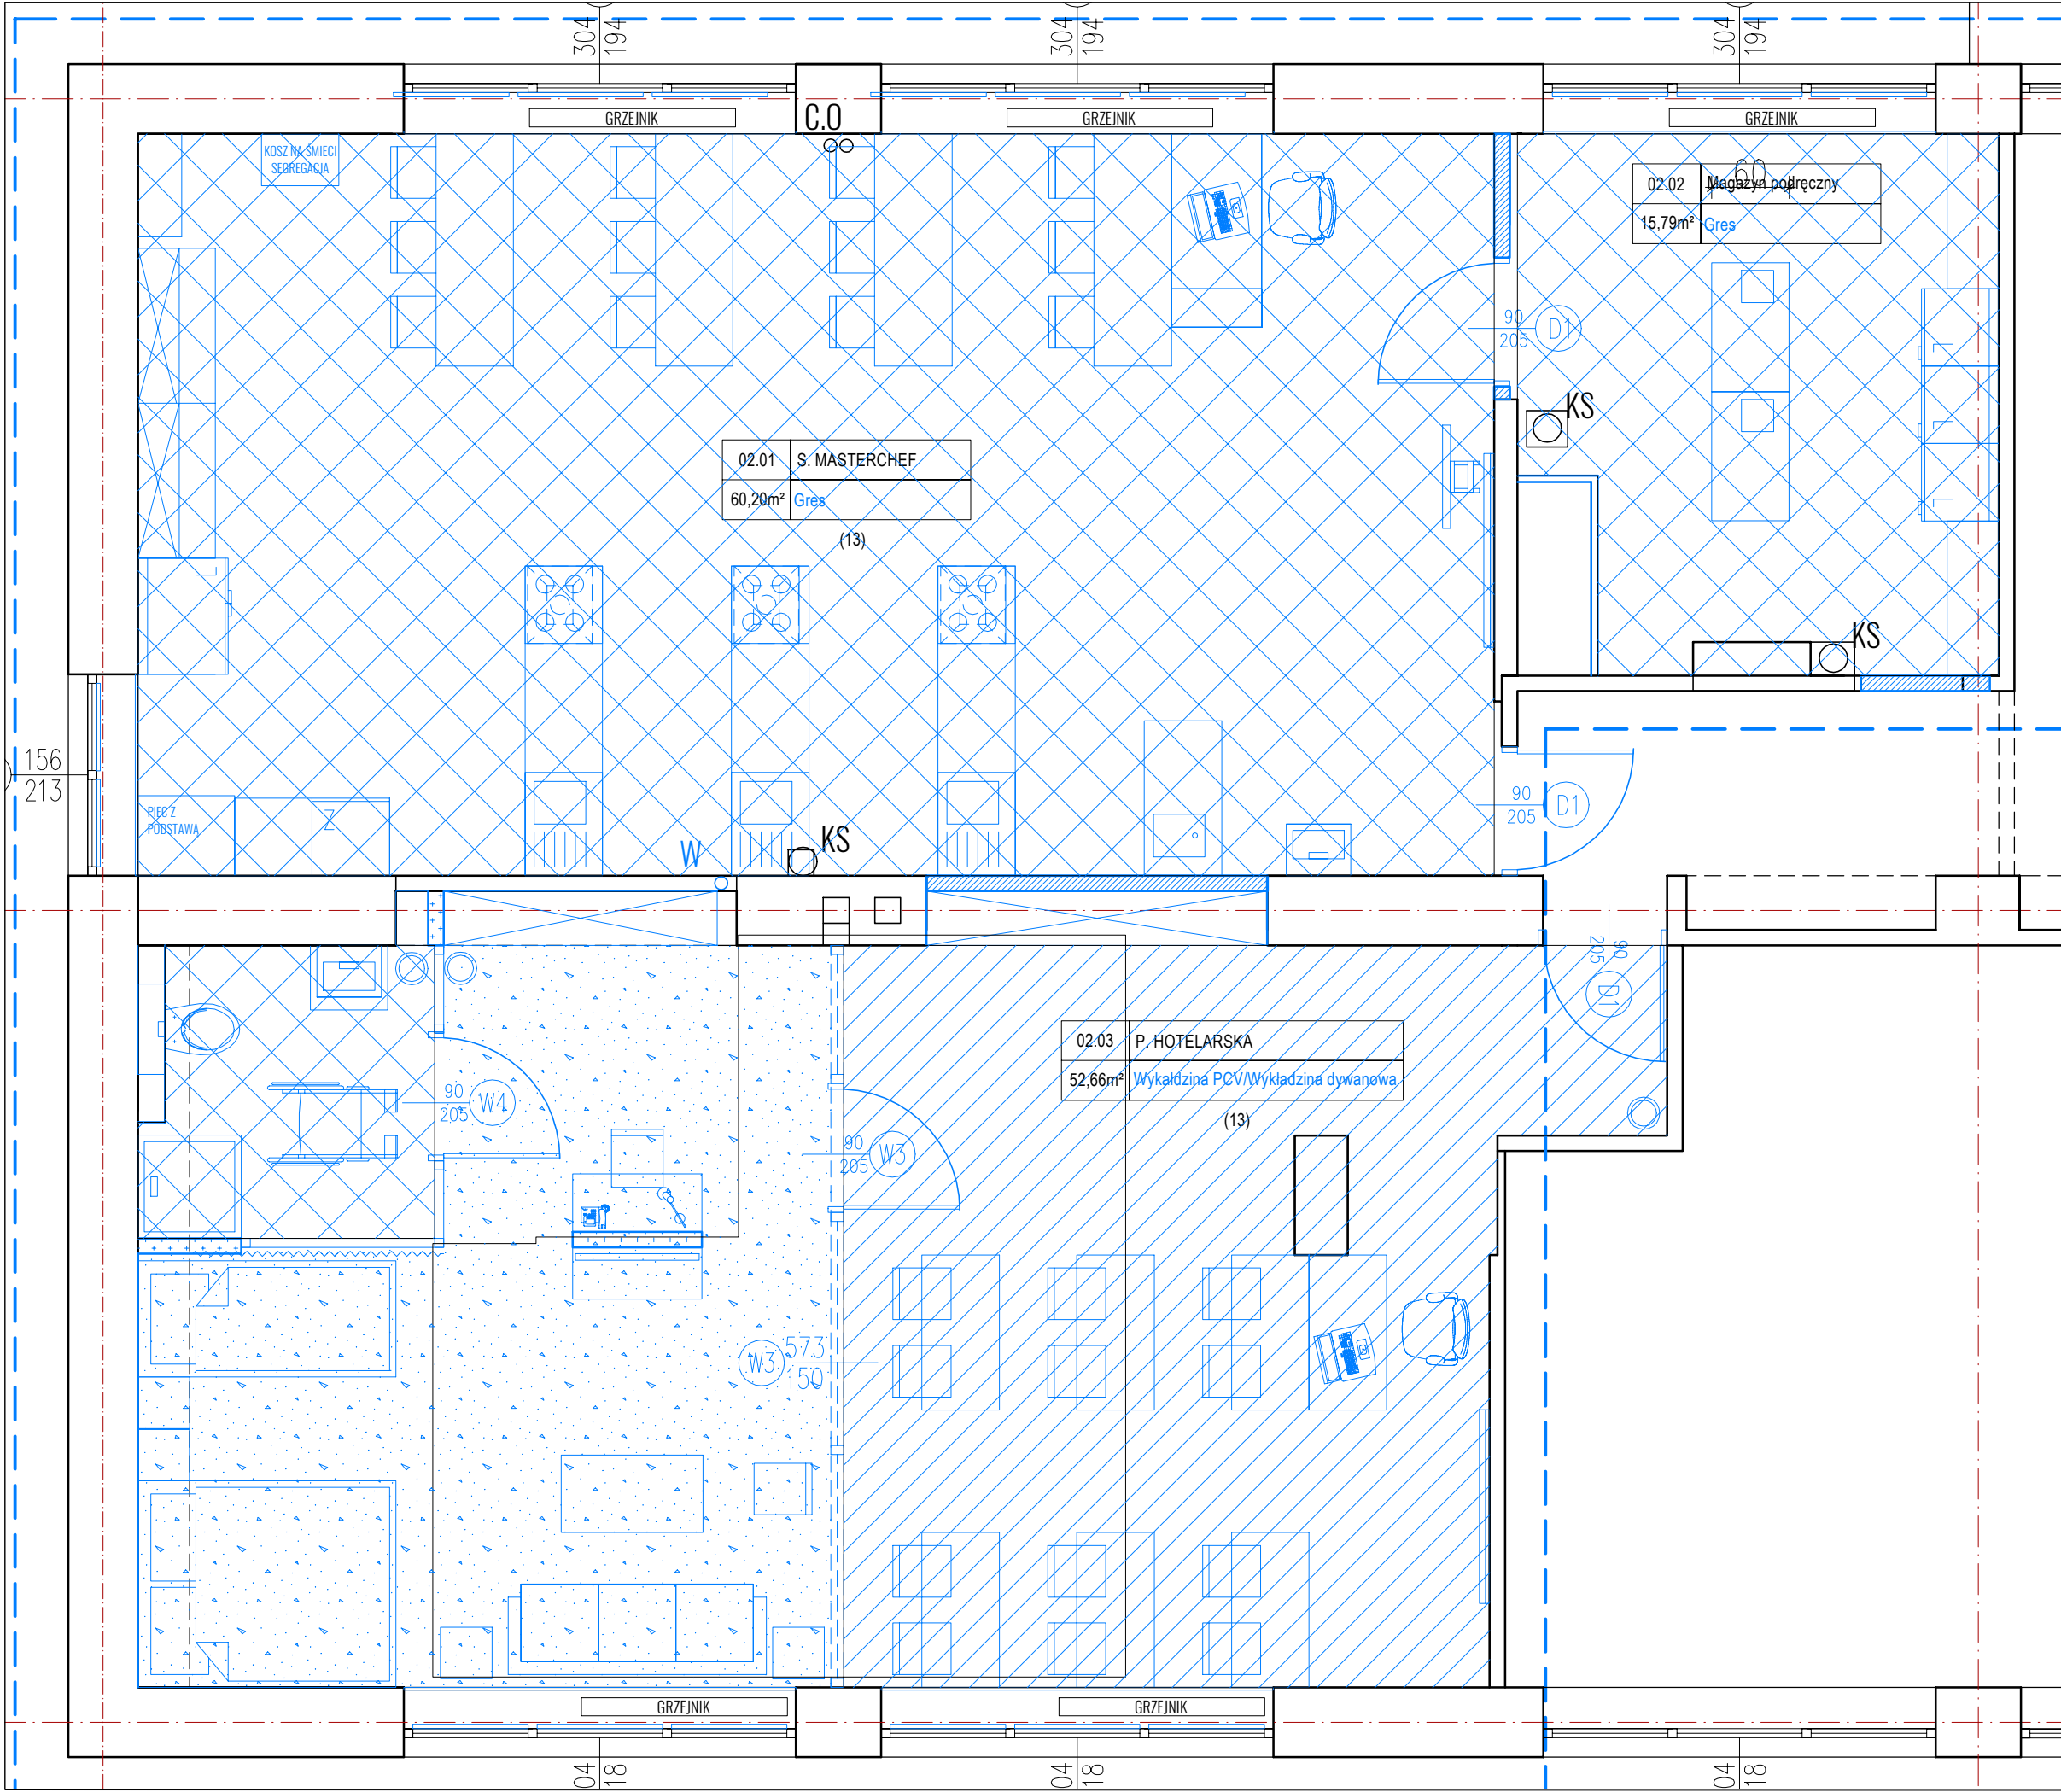 304
194
304
194
304
194
GRZEJNIK
C.O
GRZEJNIK
GRZEJNIK
KOSZ NA ŚMIECI
SEGREGACJA
02.02 Magazyn podręczny
60
15,79m² Gres
90
205
D1
KS
02.01 S. MASTERCHEF
60,20m² Gres
(13)
KS
156
213
90
205
D1
PIEC Z
PODSTAWA
Z
W
KS
90
205
D1
02.03 P. HOTELARSKA
52,66m² Wykałdzina PCV/Wykładzina dywanowa
(13)
90
205
W4
90
205
W3
W3
573
150
GRZEJNIK
GRZEJNIK
04
18
04
18
04
18